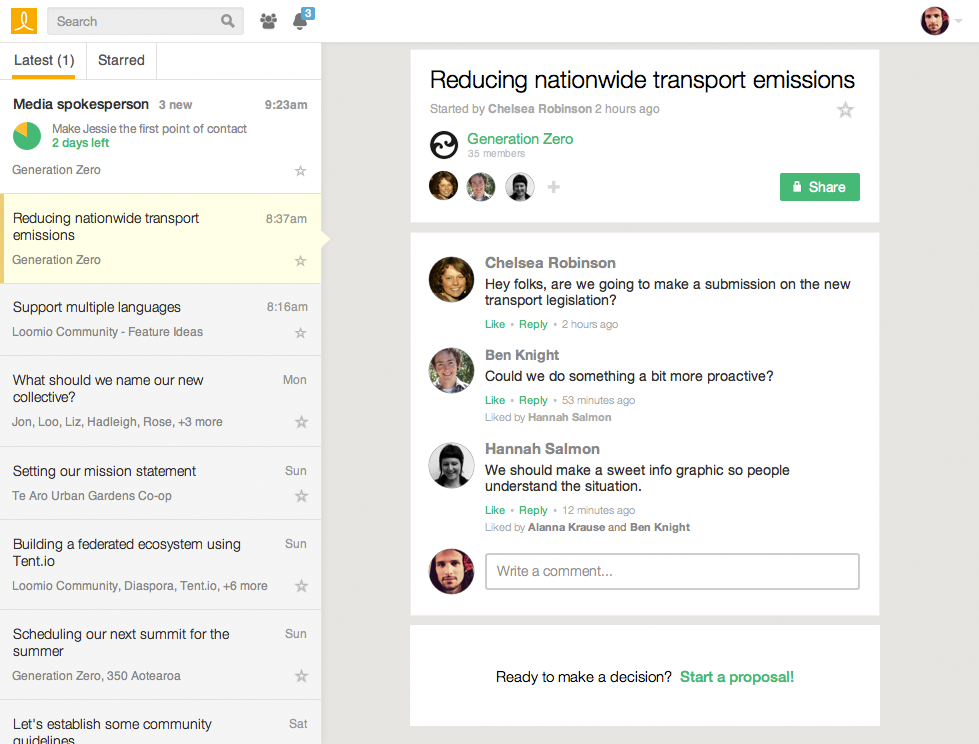 Search
3
Latest (1)
Starred
Media spokesperson 3 new 9:23am
Make Jessie the first point of contact
2 days left
Generation Zero
Reducing nationwide transport 8:37am
emissions
Generation Zero
Support multiple languages 8:16am
Loomio Community - Feature Ideas
What should we name our new Mon
collective?
Jon, Loo, Liz, Hadleigh, Rose, +3 more
Setting our mission statement Sun
Te Aro Urban Gardens Co-op
Building a federated ecosystem using Sun
Tent.io
Loomio Community, Diaspora, Tent.io, +6 more
Scheduling our next summit for the Sun
summer
Generation Zero, 350 Aotearoa
Let's establish some community Sat
guidelines
Reducing nationwide transport emissions
Started by Chelsea Robinson 2 hours ago
Generation Zero
35 members
Share
Chelsea Robinson
Hey folks, are we going to make a submission on the new
transport legislation?
Like • Reply • 2 hours ago
Ben Knight
Could we do something a bit more proactive?
Like • Reply • 53 minutes ago
Liked by Hannah Salmon
Hannah Salmon
We should make a sweet info graphic so people
understand the situation.
Like • Reply • 12 minutes ago
Liked by Alanna Krause and Ben Knight
Write a comment...
Ready to make a decision? Start a proposal!